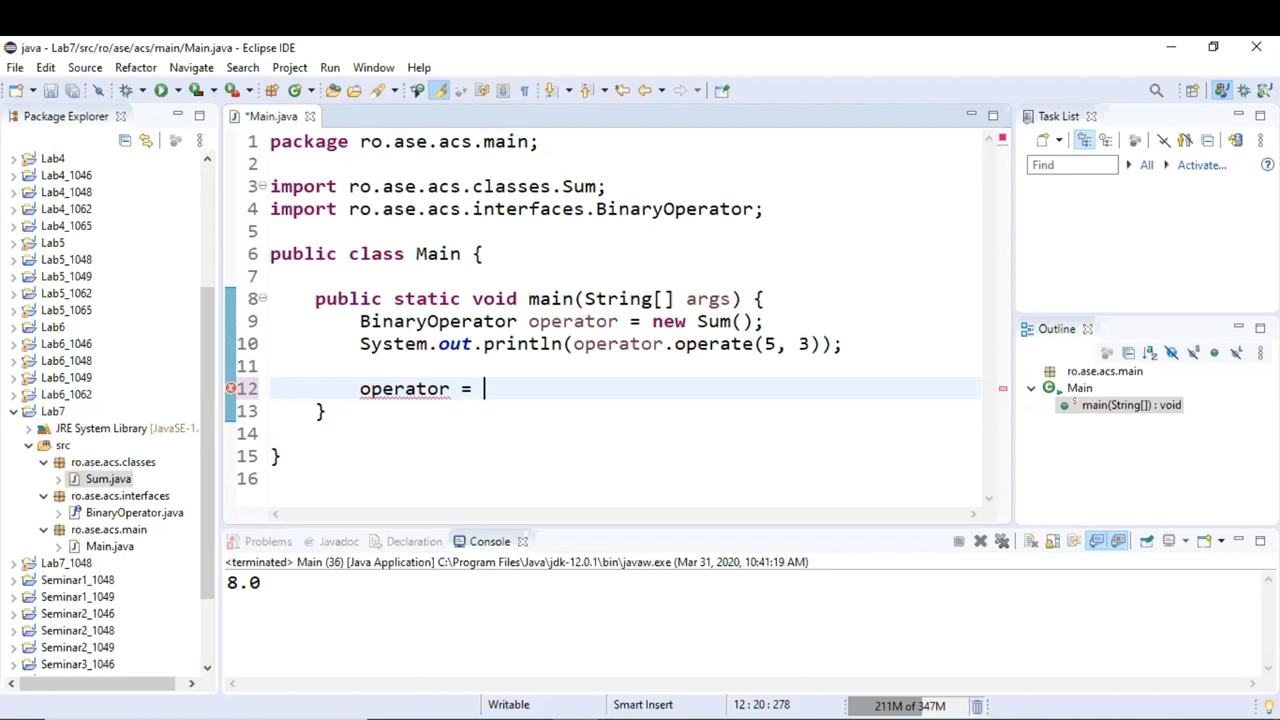 java - Lab7/src/ro/ase/acs/main/Main.java - Eclipse IDE
File Edit Source Refactor Navigate Search Project Run Window Help
Package Explorer
*Main.java
Task List
Find
All
Activate...
Lab4
Lab4_1046
Lab4_1048
Lab4_1062
Lab4_1065
Lab5
Lab5_1048
Lab5_1049
Lab5_1062
Lab5_1065
Lab6
Lab6_1046
Lab6_1048
Lab6_1049
Lab6_1062
Lab7
JRE System Library [JavaSE-1.
src
ro.ase.acs.classes
Sum.java
ro.ase.acs.interfaces
BinaryOperator.java
ro.ase.acs.main
Main.java
Lab7_1048
Seminar1_1048
Seminar1_1049
Seminar2_1046
Seminar2_1048
Seminar2_1049
Seminar3_1046
1 package ro.ase.acs.main;
2
3 import ro.ase.acs.classes.Sum;
4 import ro.ase.acs.interfaces.BinaryOperator;
5
6 public class Main {
7
8 public static void main(String[] args) {
9 BinaryOperator operator = new Sum();
10 System.out.println(operator.operate(5, 3));
11
12 operator =
13 }
14
15 }
16
Outline
ro.ase.acs.main
Main
main(String[]) : void
Problems Javadoc Declaration Console
<terminated> Main (36) [Java Application] C:\Program Files\Java\jdk-12.0.1\bin\javaw.exe (Mar 31, 2020, 10:41:19 AM)
8.0
Writable Smart Insert 12 : 20 : 278 211M of 347M